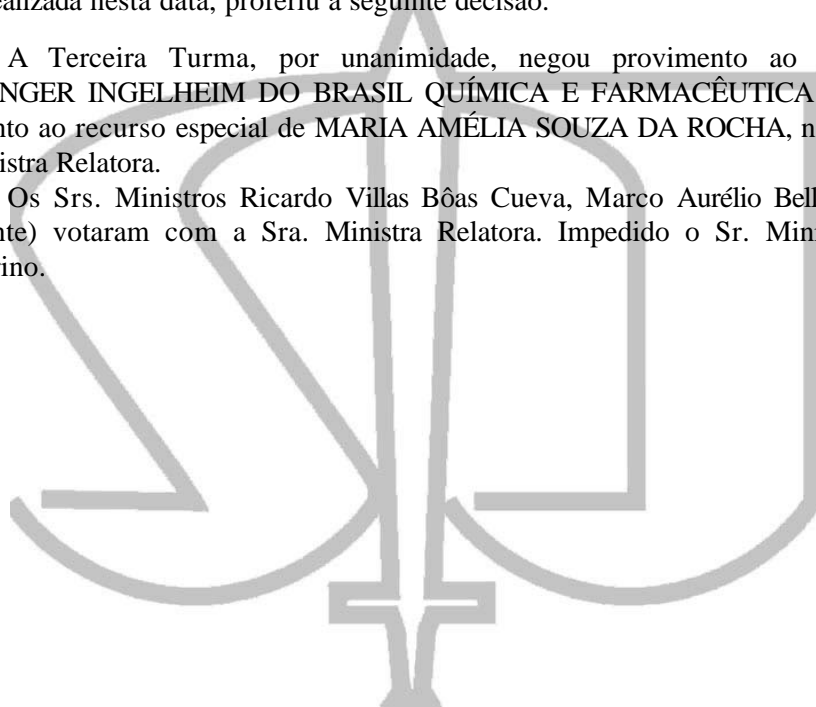 ealizada nesta data, proferiu a seguinte decisão:
A Terceira Turma, por unanimidade, negou provimento ao
NGER INGELHEIM DO BRASIL QUÍMICA E FARMACÊUTICA
nto ao recurso especial de MARIA AMÉLIA SOUZA DA ROCHA, n
istra Relatora.
Os Srs. Ministros Ricardo Villas Bôas Cueva, Marco Aurélio Bell
nte) votaram com a Sra. Ministra Relatora. Impedido o Sr. Mini
ino.